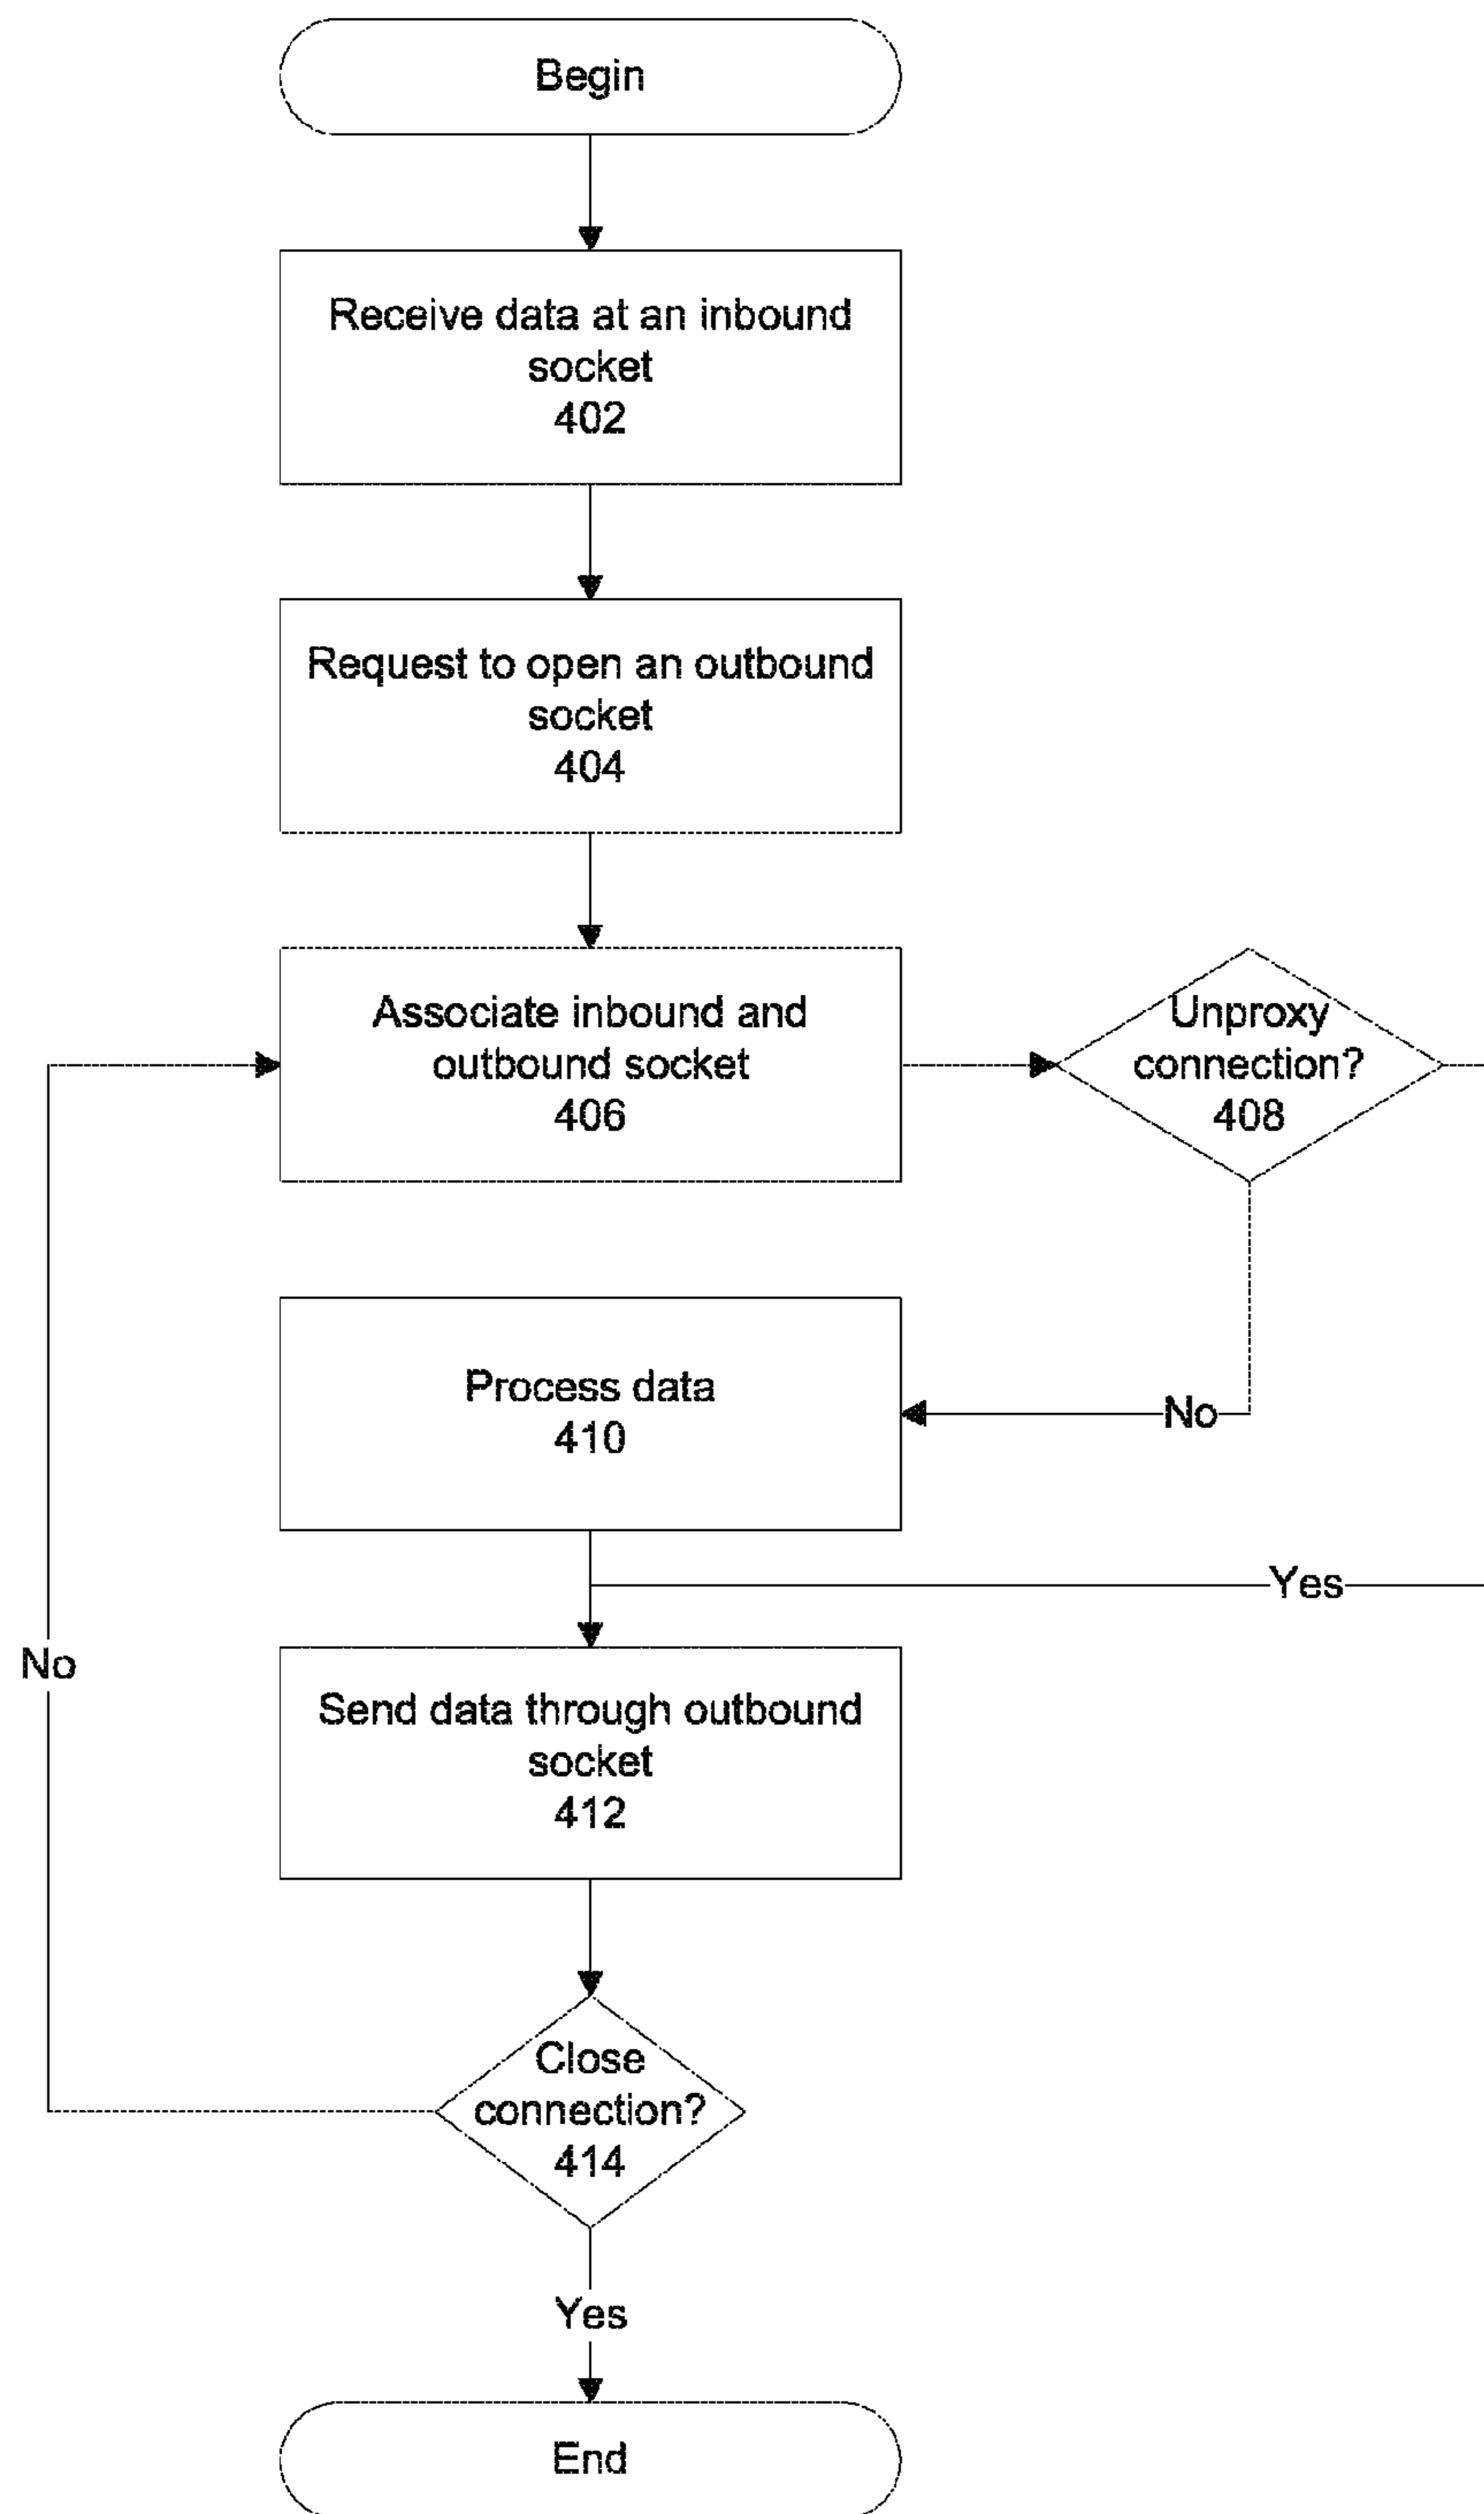 Begin
Receive data at an inbound
socket
402
Request to open an outbound
socket
404
Associate inbound and
outbound socket
406
Unproxy
connection?
408
Process data
410
No
Yes
No
Send data through outbound
socket
412
Close
connection?
414
Yes
End